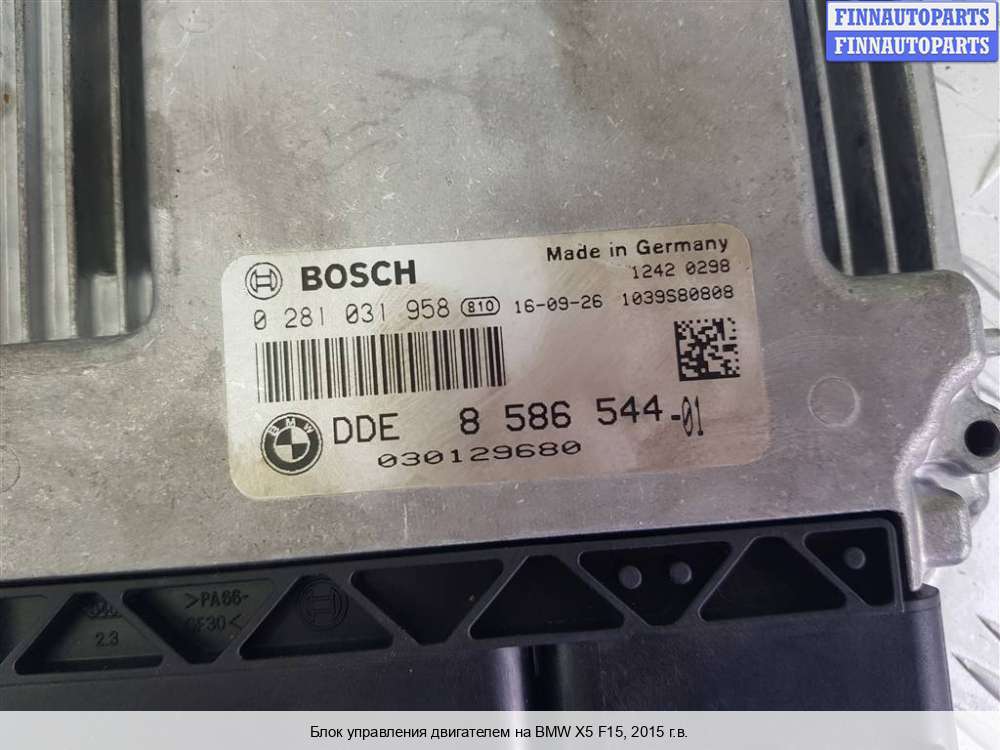 FINNAUTOPARTS
FINNAUTOPARTS
BOSCH
Made in Germany
1242 0298
0 281 031 958 810 16-09-26 1039S80808
BMW
DDE 8 586 544-01
030129680
>PA66-
GF30<
2.3
Блок управления двигателем на BMW X5 F15, 2015 г.в.